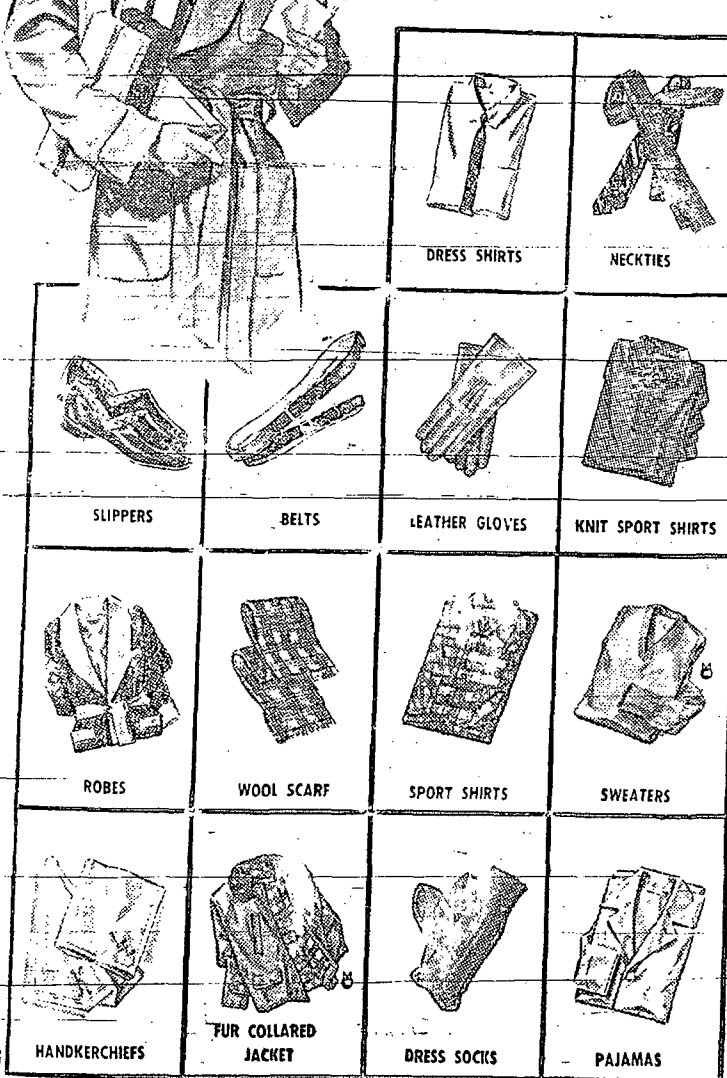 DRESS SHIRTS
NECKTIES
SLIPPERS
BELTS
LEATHER GLOVES
KNIT SPORT SHIRTS
ROBES
WOOL SCARF
SPORT SHIRTS
SWEATERS
HANDKERCHIEFS
FUR COLLARED
JACKET
DRESS SOCKS
PAJAMAS